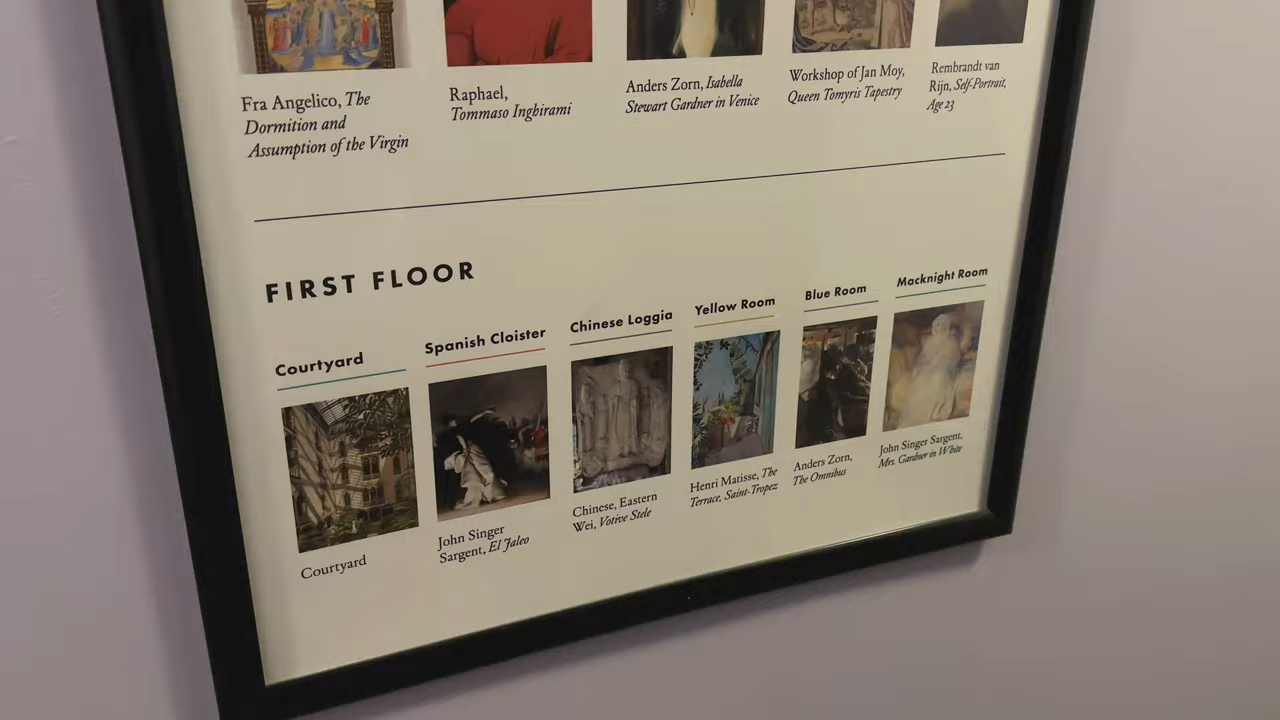 Fra Angelico, The
Dormition and
Assumption of the Virgin
Raphael,
Tommaso Inghirami
Anders Zorn, Isabella
Stewart Gardner in Venice
Workshop of Jan Moy,
Queen Tomyris Tapestry
Rembrandt van
Rijn, Self-Portrait,
Age 23
FIRST FLOOR
Courtyard
Courtyard
Spanish Cloister
John Singer
Sargent, El Jaleo
Chinese Loggia
Chinese, Eastern
Wei, Votive Stele
Yellow Room
Henri Matisse, The
Terrace, Saint-Tropez
Blue Room
Anders Zorn,
The Omnibus
Macknight Room
John Singer Sargent,
Mrs. Gardner in White